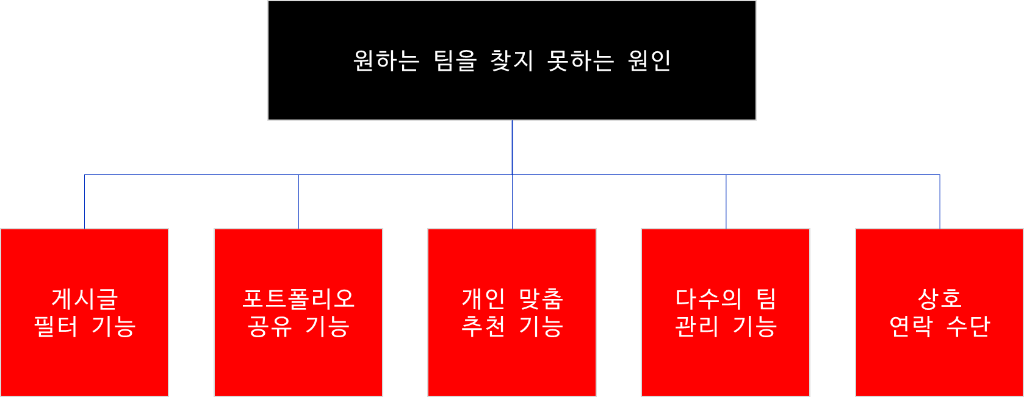 원하는 팀을 찾지 못하는 원인
게시글
필터 기능
포트폴리오
공유 기능
개인 맞춤
추천 기능
다수의 팀
관리 기능
상호
연락 수단